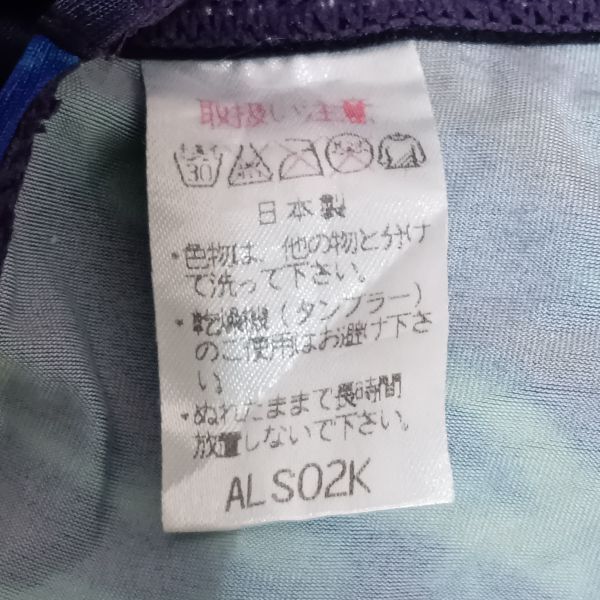 取扱い注意
30
日本製
・色物は、他の物と分け
て洗って下さい。
・乾燥機（タンブラー）
のご使用はお避け下さ
い
・ぬれたままで長時間
放置しないで下さい。
ALS02K